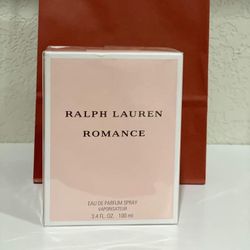 RALPH LAUREN
ROMANCE
EAU DE PARFUM SPRAY
VAPORISATEUR
3.4 FL. OZ. 100 ml